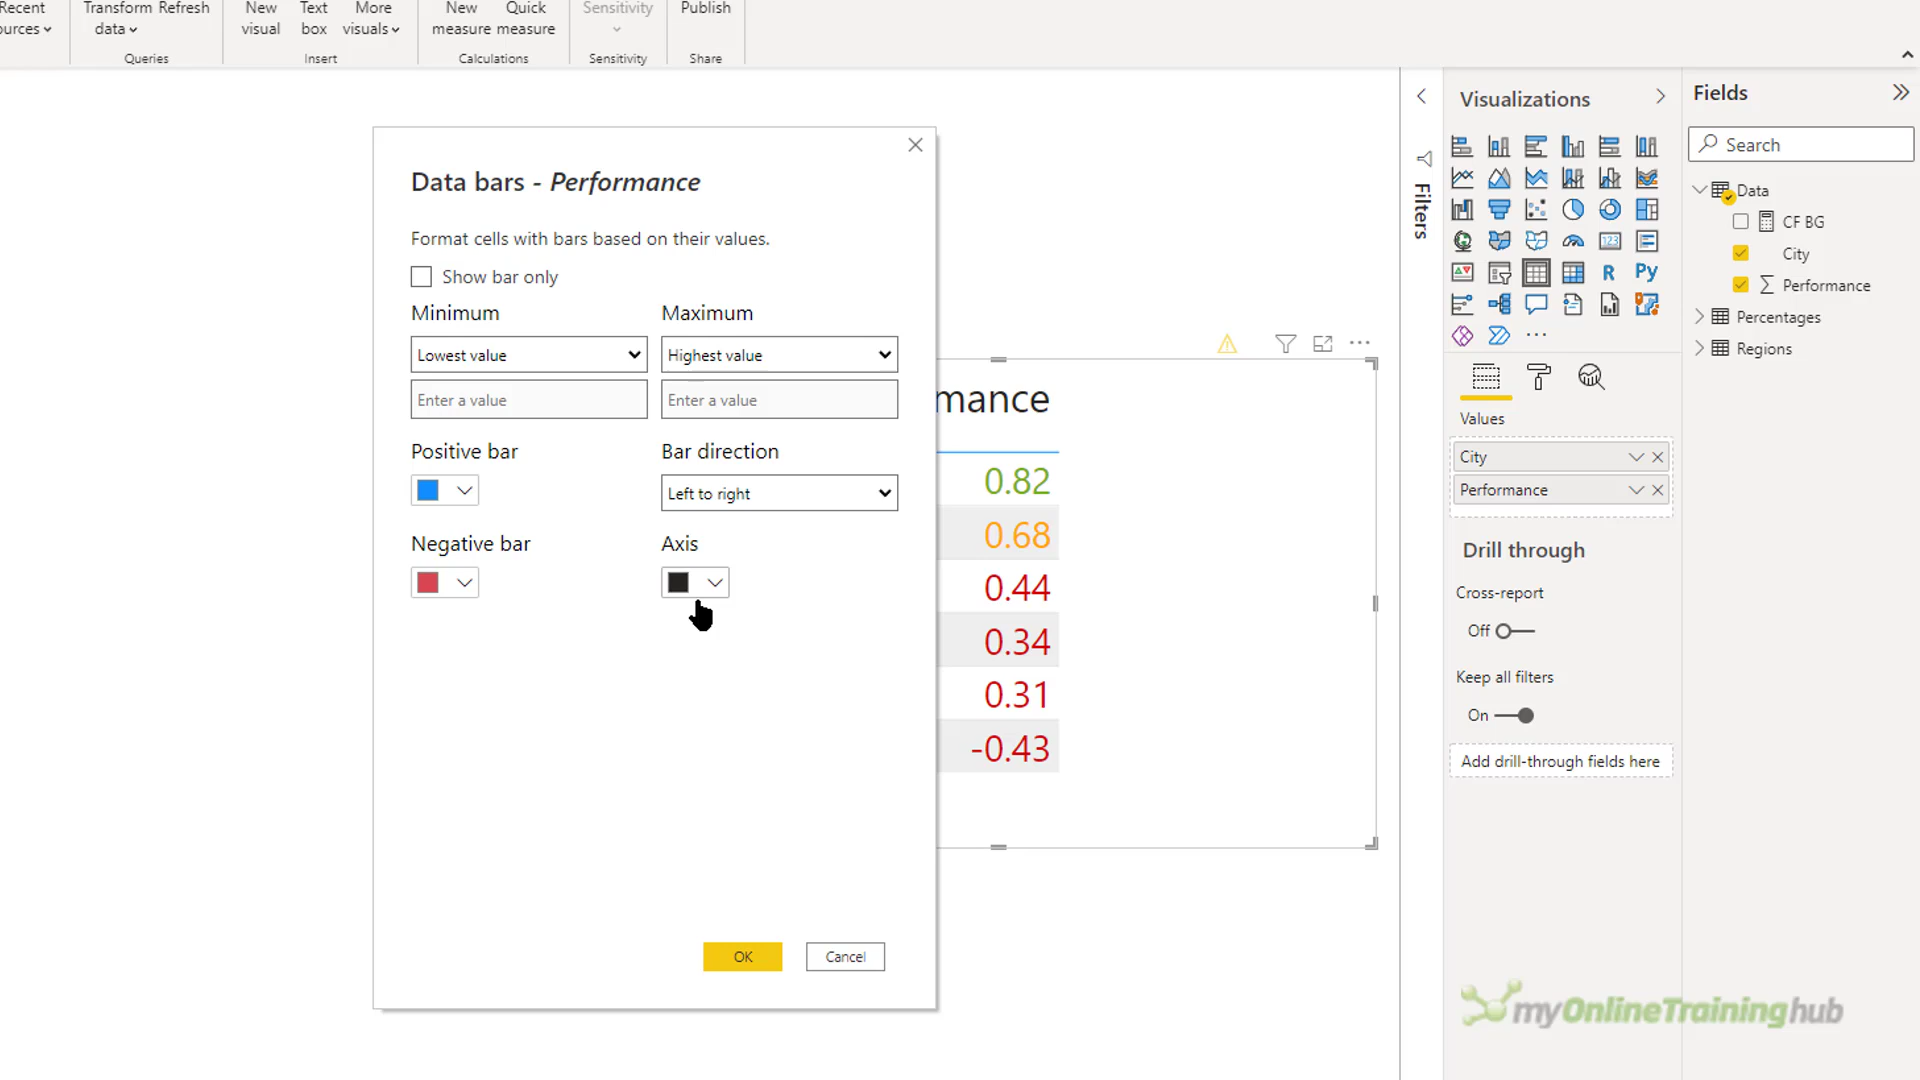 Recent
Transform Refresh
New
Text
More
New
Quick
Sensitivity
Publish
data
visual
box
visuals
measure measure
Queries
Insert
Calculations
Sensitivity
Share
Visualizations
Fields
Search
Filters
Data
CF BG
City
Σ Performance
Percentages
Regions
R
Py
123
Data bars - Performance
Format cells with bars based on their values.
Show bar only
Minimum
Maximum
Lowest value
Highest value
Enter a value
Enter a value
Positive bar
Bar direction
Left to right
Negative bar
Axis
OK
Cancel
mance
0.82
0.68
0.44
0.34
0.31
-0.43
Values
City
Performance
Drill through
Cross-report
Off
Keep all filters
On
Add drill-through fields here
myOnlineTraininghub